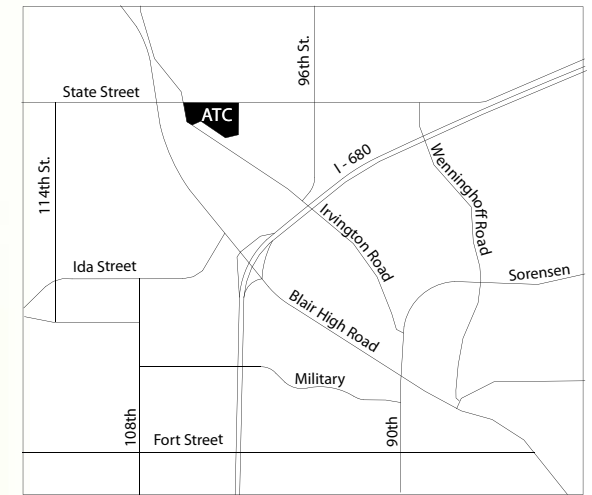 96th St.
State Street
ATC
114th St.
I - 680
Wenninghoff Road
Irvington Road
Ida Street
Sorensen
Blair High Road
Military
108th
90th
Fort Street